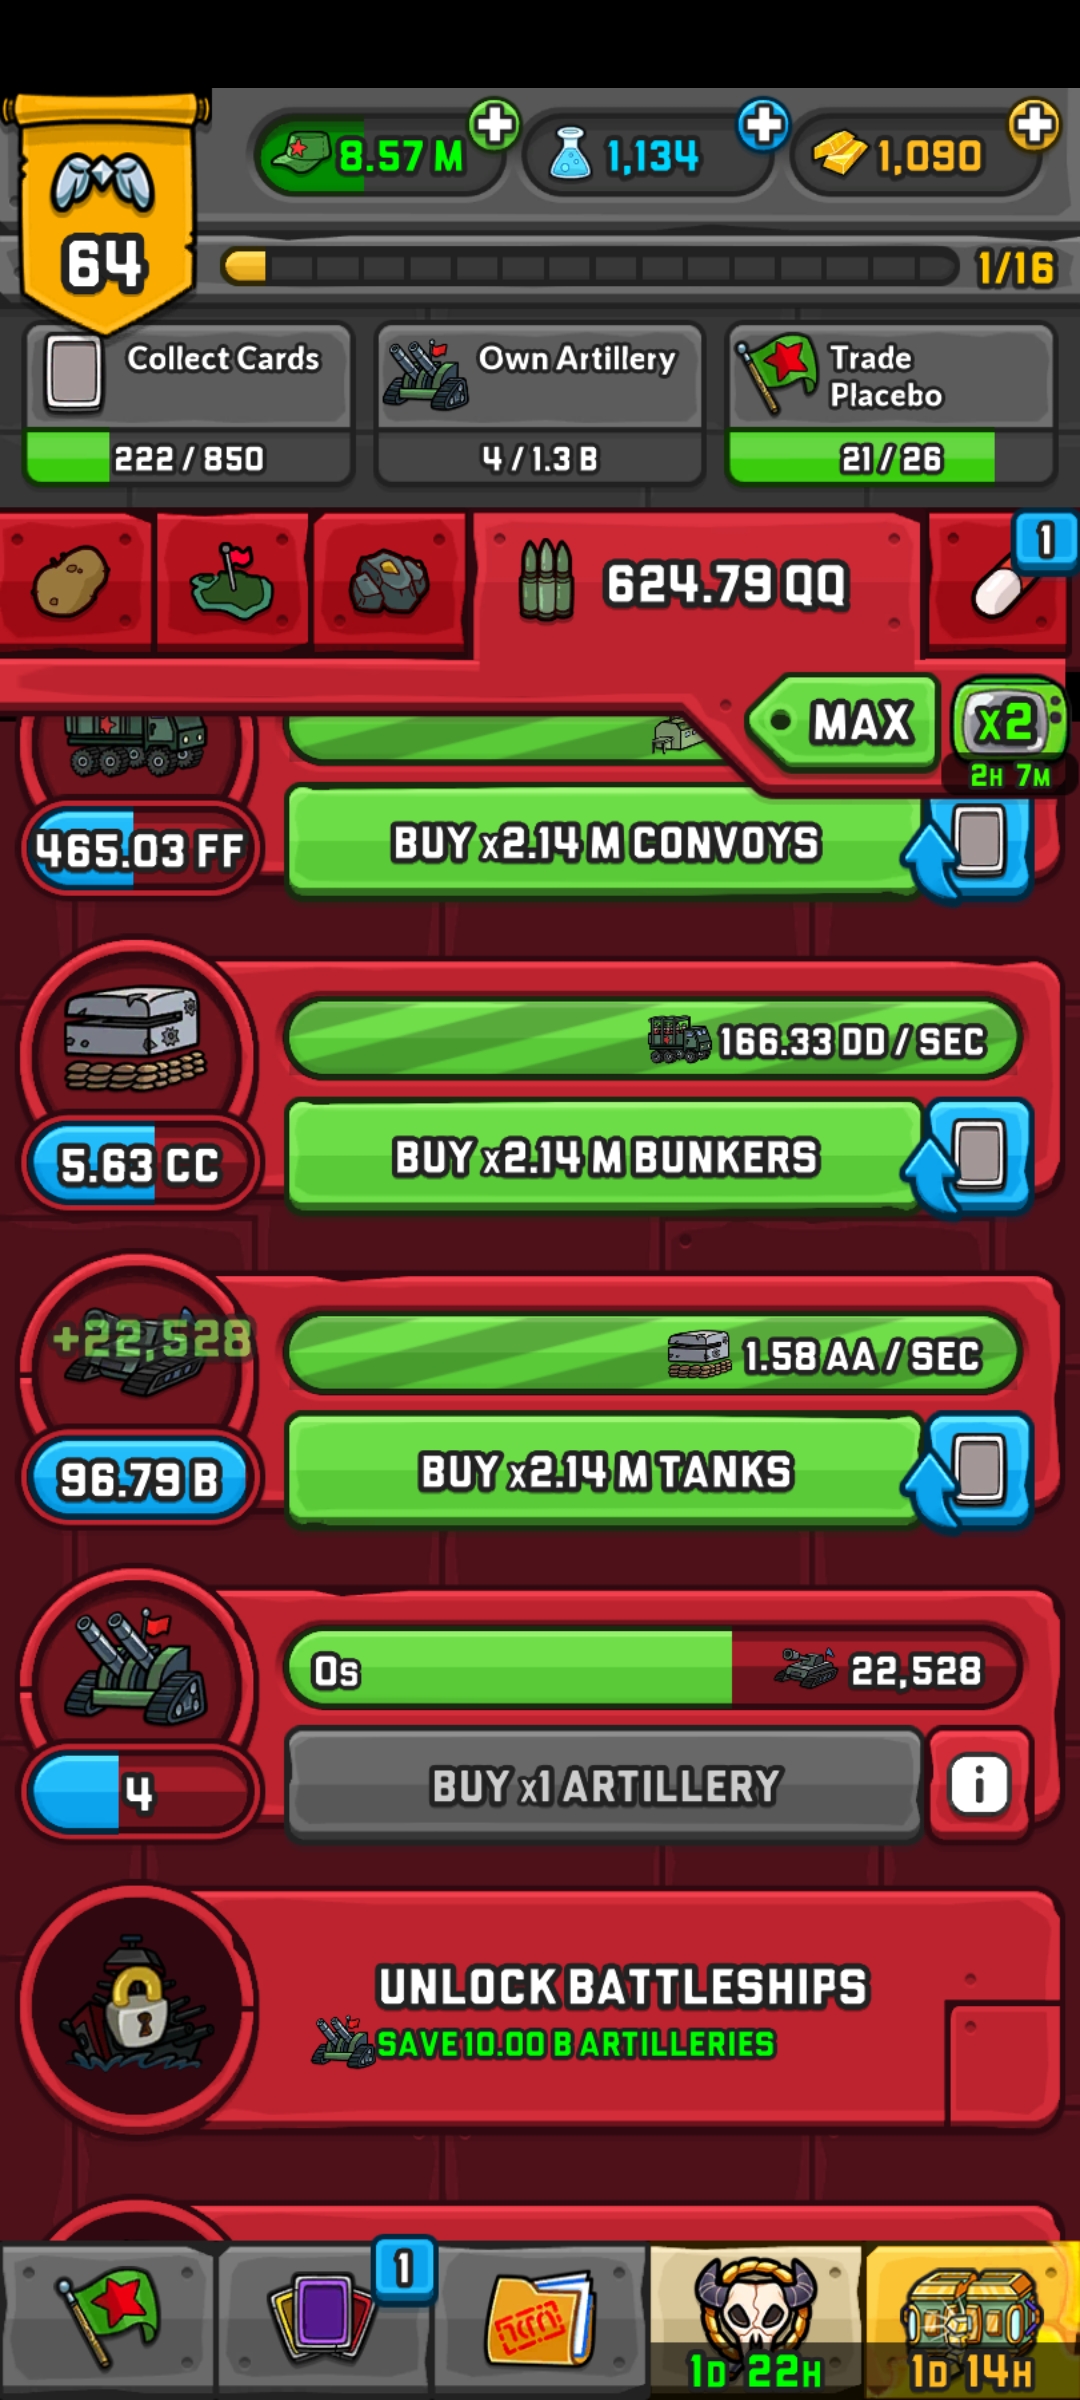 8.57 M
1,134
1,090
64
1/16
Collect Cards
222 / 850
Own Artillery
4 / 1.3 B
Trade
Placebo
21 / 26
624.79 QQ
1
MAX
x2
2H 7M
465.03 FF
BUY x2.14 M CONVOYS
166.33 DD / SEC
5.63 CC
BUY x2.14 M BUNKERS
+22,528
1.58 AA / SEC
96.79 B
BUY x2.14 M TANKS
0s
22,528
4
BUY x1 ARTILLERY
i
UNLOCK BATTLESHIPS
SAVE 10.00 B ARTILLERIES
1
1D 22H
1D 14H